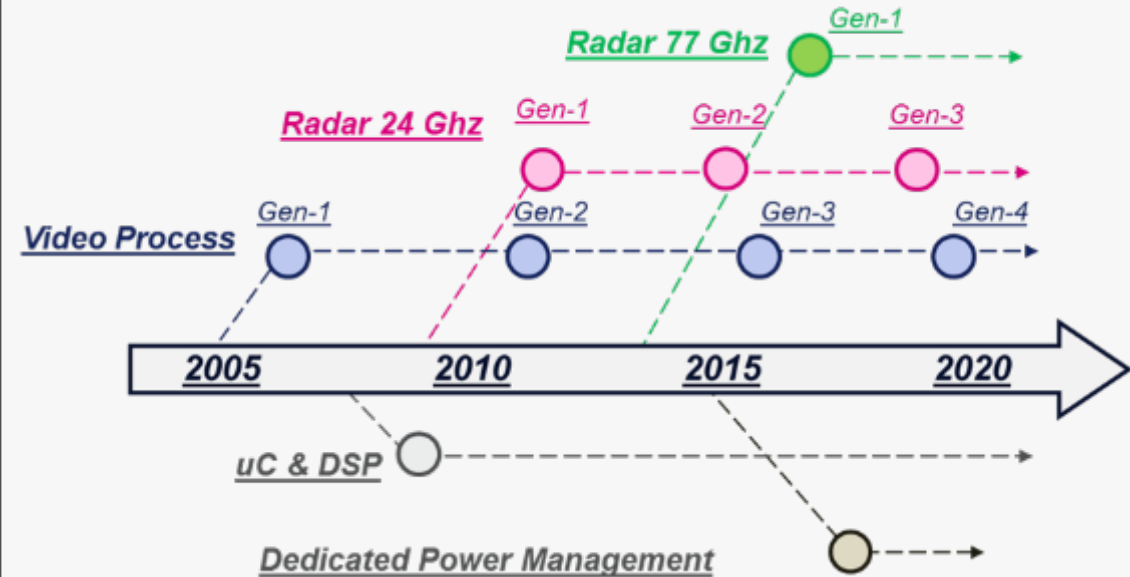 Gen-1
Radar 77 Ghz
Radar 24 Ghz
Gen-1
Gen-2
Gen-3
Video Process
Gen-1
Gen-2
Gen-3
Gen-4
2005
2010
2015
2020
uC & DSP
Dedicated Power Management